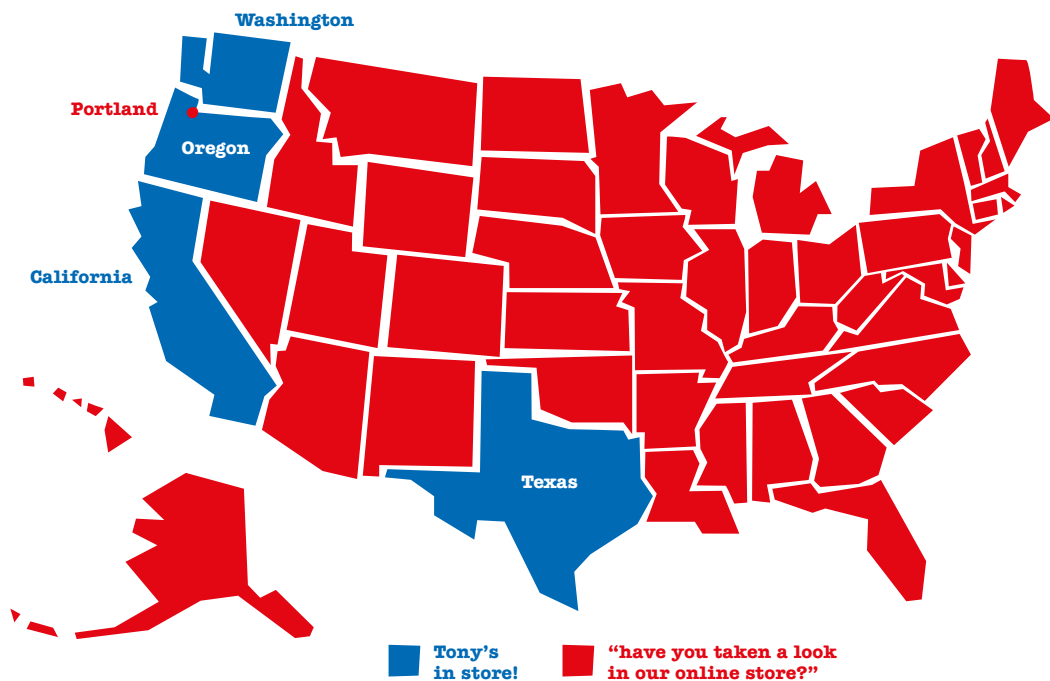 Washington
Portland
Oregon
California
Texas
Tony's
in store!
“have you taken a look
in our online store?”